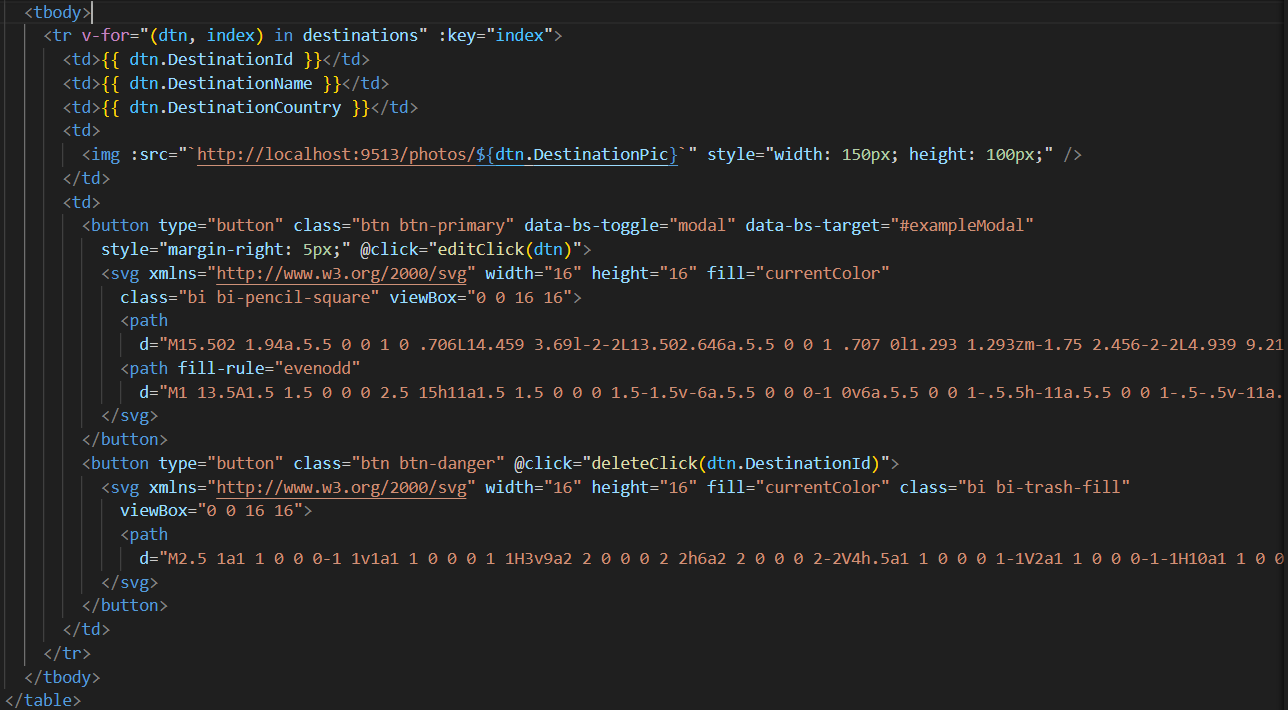 <tbody>
<tr v-for="(dtn, index) in destinations" :key="index">
<td>{{ dtn.DestinationId }}</td>
<td>{{ dtn.DestinationName }}</td>
<td>{{ dtn.DestinationCountry }}</td>
<td>
<img :src="`http://localhost:9513/photos/${dtn.DestinationPic}`" style="width: 150px; height: 100px;" />
</td>
<td>
<button type="button" class="btn btn-primary" data-bs-toggle="modal" data-bs-target="#exampleModal"
style="margin-right: 5px;" @click="editClick(dtn)">
<svg xmlns="http://www.w3.org/2000/svg" width="16" height="16" fill="currentColor"
class="bi bi-pencil-square" viewBox="0 0 16 16">
<path
d="M15.502 1.94a.5.5 0 0 1 0 .706L14.459 3.69l-2-2L13.502.646a.5.5 0 0 1 .707 0l1.293 1.293zm-1.75 2.456-2-2L4.939 9.21
<path fill-rule="evenodd"
d="M1 13.5A1.5 1.5 0 0 0 2.5 15h11a1.5 1.5 0 0 0 1.5-1.5v-6a.5.5 0 0 0-1 0v6a.5.5 0 0 1-.5.5h-11a.5.5 0 0 1-.5-.5v-11a.
</svg>
</button>
<button type="button" class="btn btn-danger" @click="deleteClick(dtn.DestinationId)">
<svg xmlns="http://www.w3.org/2000/svg" width="16" height="16" fill="currentColor" class="bi bi-trash-fill"
viewBox="0 0 16 16">
<path
d="M2.5 1a1 1 0 0 0-1 1v1a1 1 0 0 0 1 1H3v9a2 2 0 0 0 2 2h6a2 2 0 0 0 2-2V4h.5a1 1 0 0 0 1-1V2a1 1 0 0 0-1-1H10a1 1 0 0
</svg>
</button>
</td>
</tr>
</tbody>
</table>